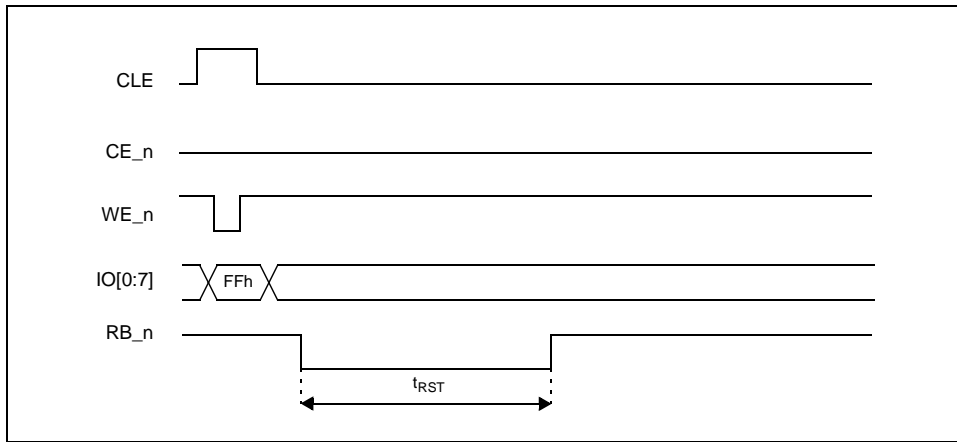 CLE
CE_n
WE_n
IO[0:7] FFh
RB_n
tRST